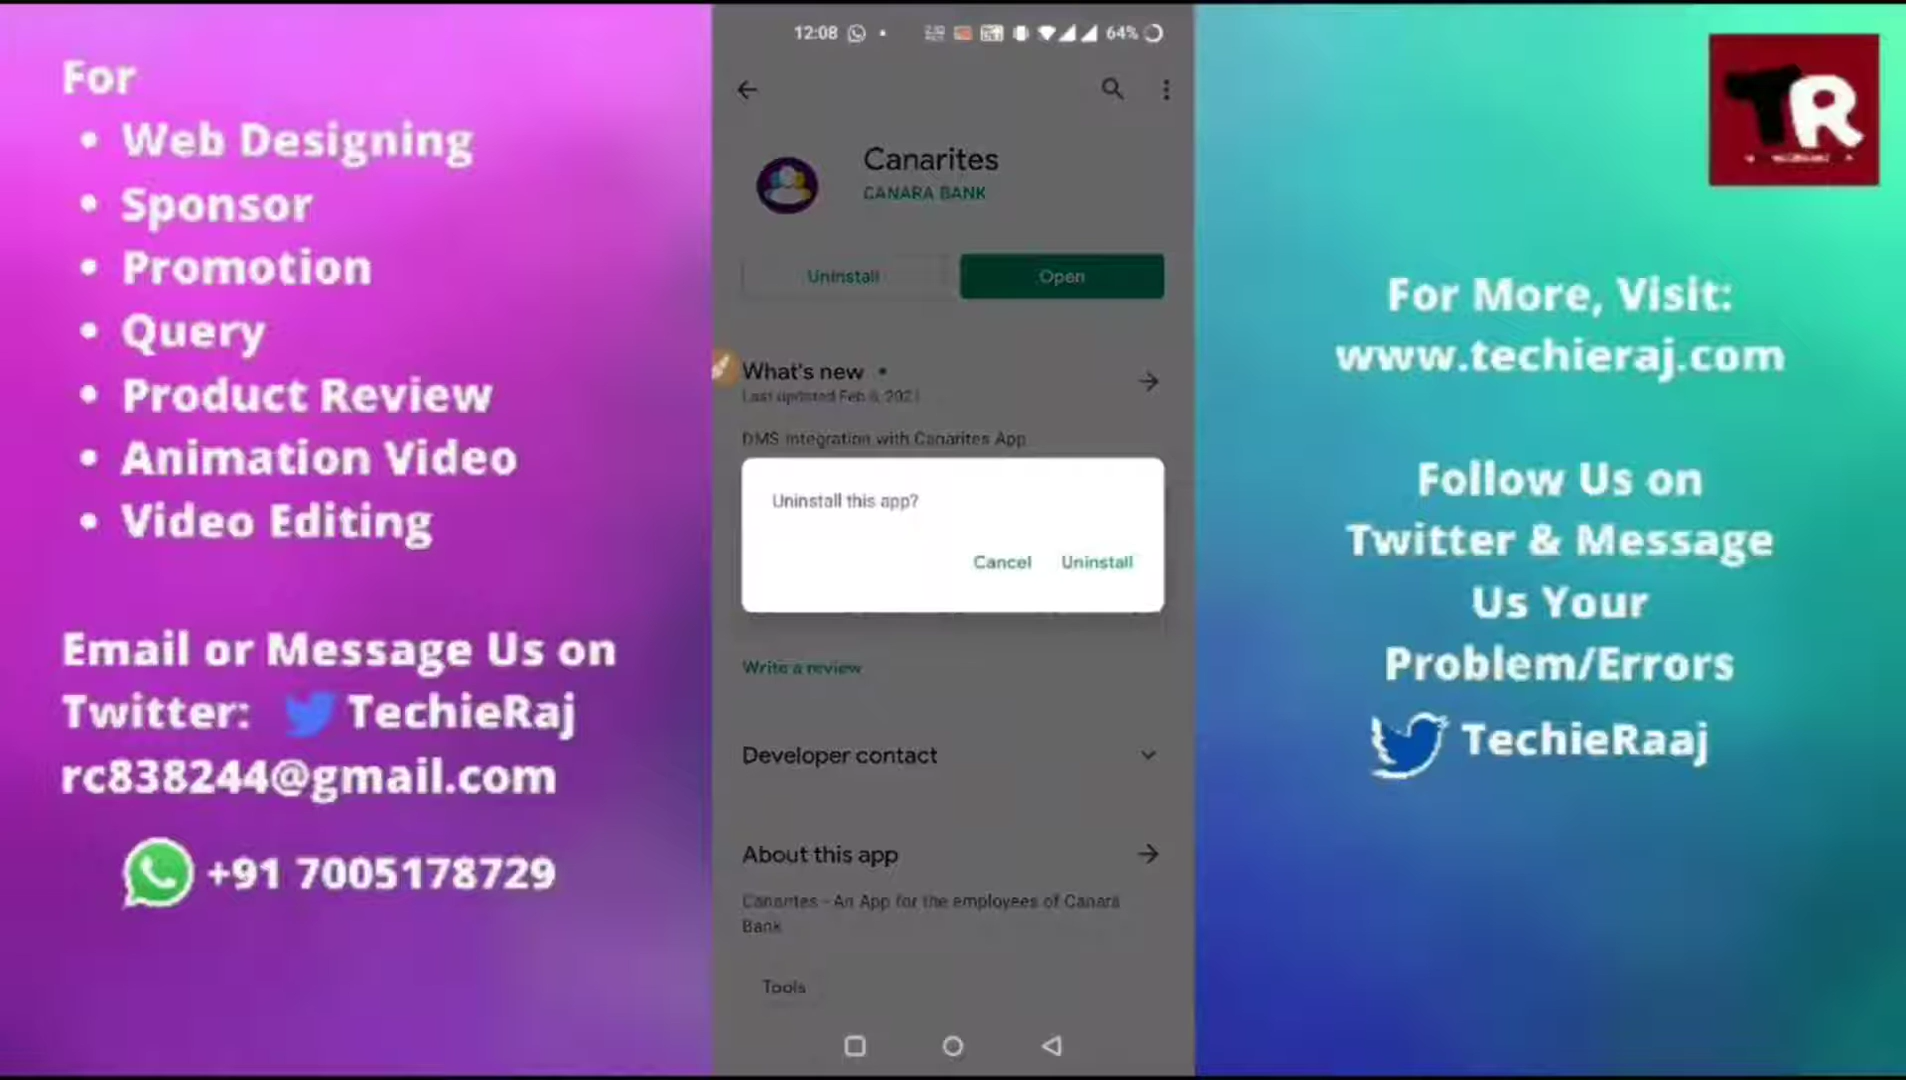 For
• Web Designing
• Sponsor
• Promotion
• Query
• Product Review
• Animation Video
• Video Editing
Email or Message Us on
Twitter: TechieRaj
rc838244@gmail.com
+91 7005178729
12:08
64%
Canarites
CANARA BANK
Uninstall
Open
What's new •
Last updated Feb
DMS Integration with Canarites App
Uninstall this app?
Cancel
Uninstall
Write a review
Developer contact
About this app
Canarites - An App for the employees of Canara
Bank
Tools
TR
For More, Visit:
www.techieraj.com
Follow Us on
Twitter & Message
Us Your
Problem/Errors
TechieRaaj